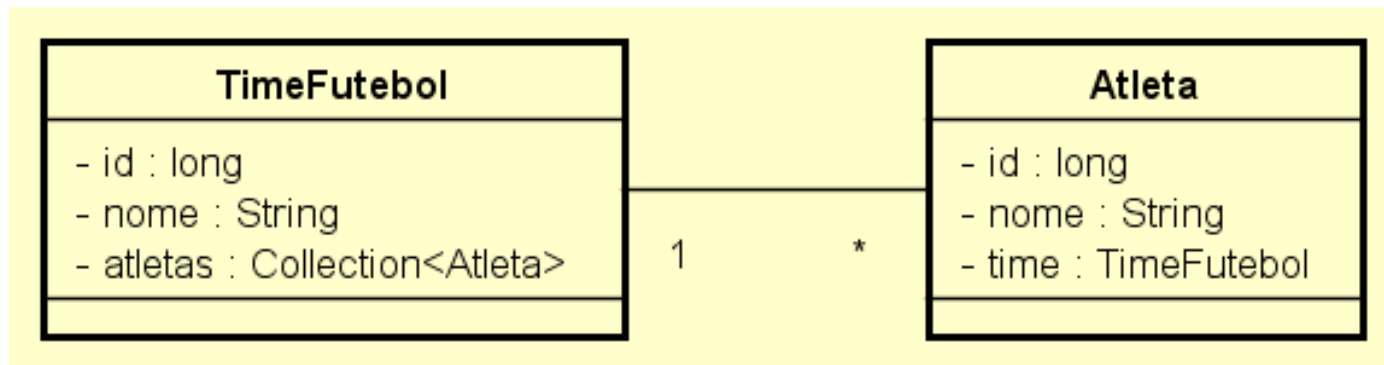 TimeFutebol
- id : long
- nome : String
- atletas : Collection<Atleta>
1
*
Atleta
- id : long
- nome : String
- time : TimeFutebol